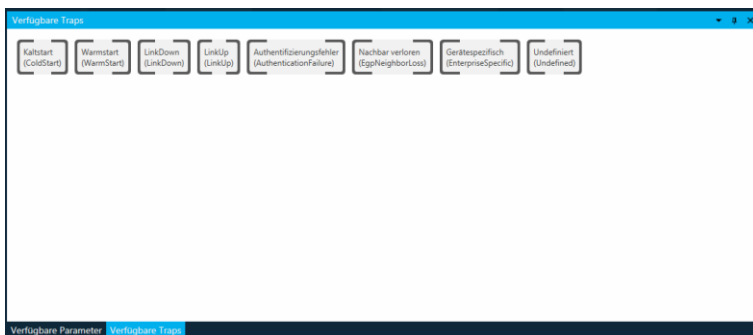 Verfügbare Traps
Kaltstart
(ColdStart)
Warmstart
(WarmStart)
LinkDown
(LinkDown)
LinkUp
(LinkUp)
Authentifizierungsfehler
(AuthenticationFailure)
Nachbar verloren
(EgpNeighborLoss)
Gerätespezifisch
(EnterpriseSpecific)
Undefiniert
(Undefined)
Verfügbare Parameter Verfügbare Traps